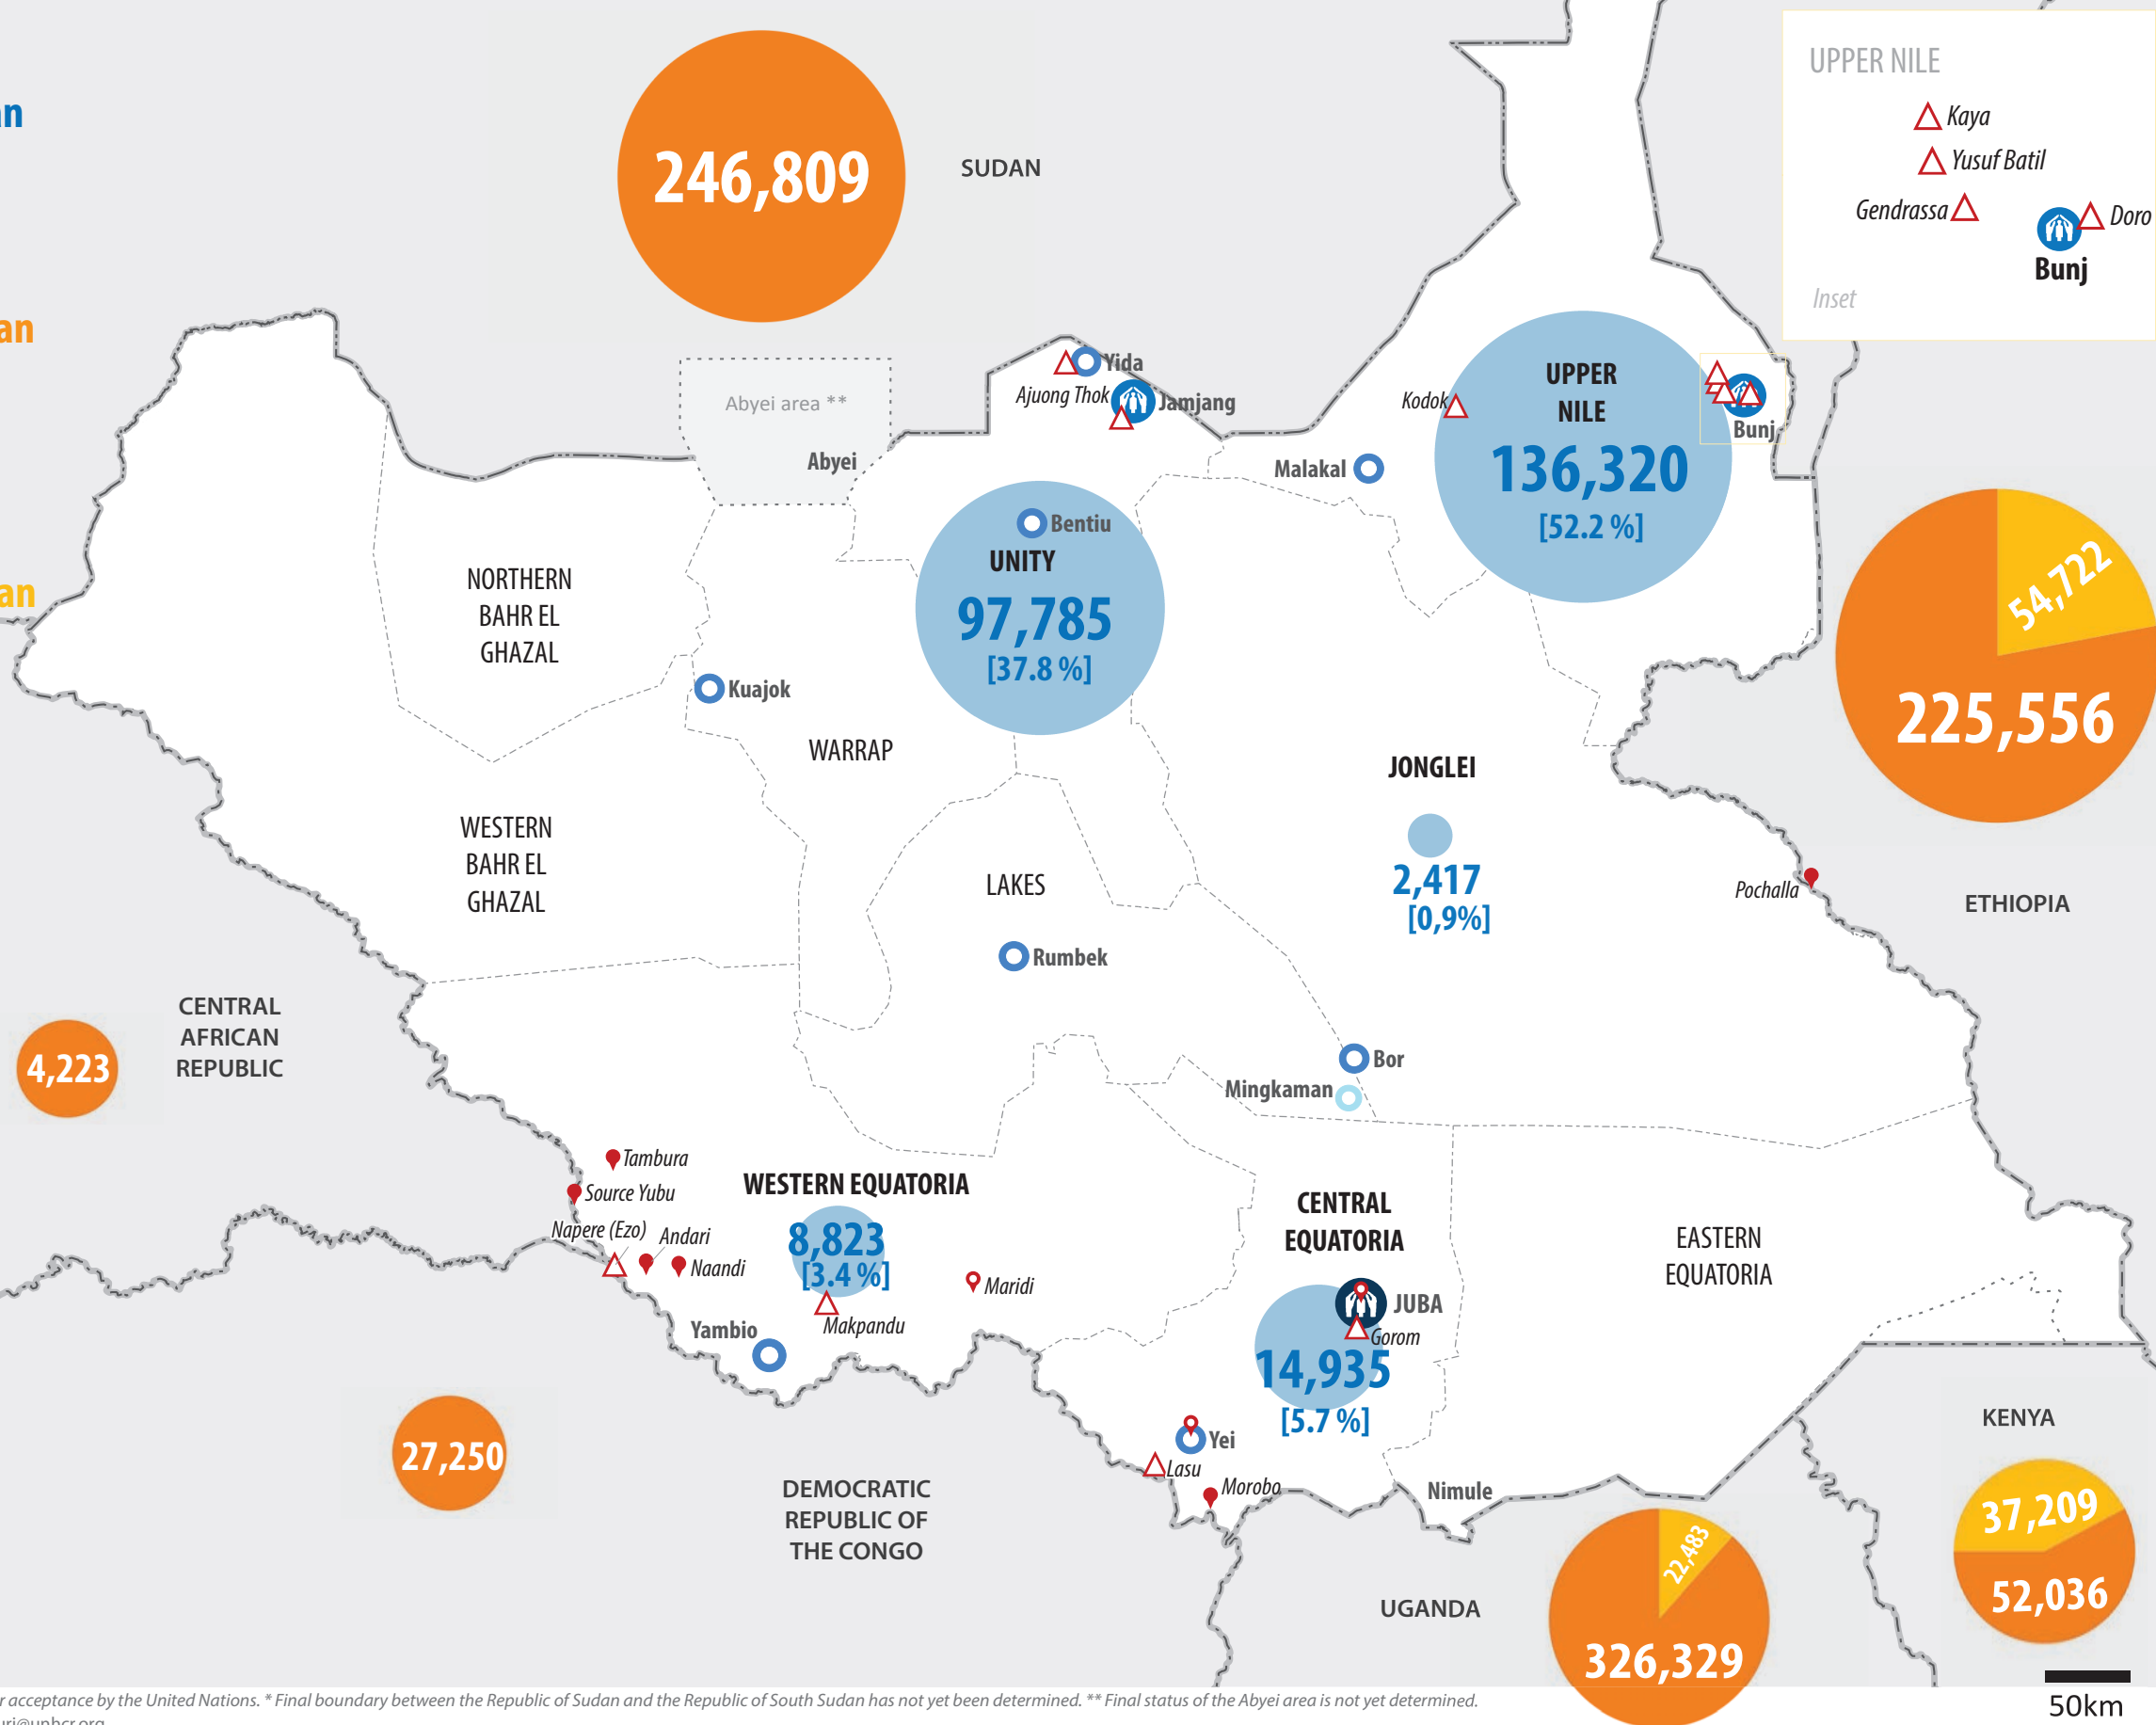 246,809
SUDAN
UPPER NILE
Kaya
Yusuf Batil
Gendrassa
Doro
Bunj
Inset
Abyei area **
Abyei
Yida
Ajuong Thok
Jamjang
Kodok
UPPER
NILE
136,320
[52.2 %]
Bunj
Malakal
Bentiu
UNITY
97,785
[37.8 %]
NORTHERN
BAHR EL
GHAZAL
Kuajok
WARRAP
54,722
225,556
ETHIOPIA
WESTERN
BAHR EL
GHAZAL
LAKES
Rumbek
JONGLEI
2,417
[0,9%]
Pochalla
CENTRAL
AFRICAN
REPUBLIC
4,223
Bor
Mingkaman
Tambura
Source Yubu
Napere (Ezo)
Andari
Naandi
WESTERN EQUATORIA
8,823
[3.4 %]
Makpandu
Maridi
Yambio
CENTRAL
EQUATORIA
JUBA
Gorom
14,935
[5.7 %]
EASTERN
EQUATORIA
Yei
Lasu
Morobo
Nimule
27,250
DEMOCRATIC
REPUBLIC OF
THE CONGO
UGANDA
22,483
326,329
KENYA
37,209
52,036
50km
acceptance by the United Nations. * Final boundary between the Republic of Sudan and the Republic of South Sudan has not yet been determined. ** Final status of the Abyei area is not yet determined.